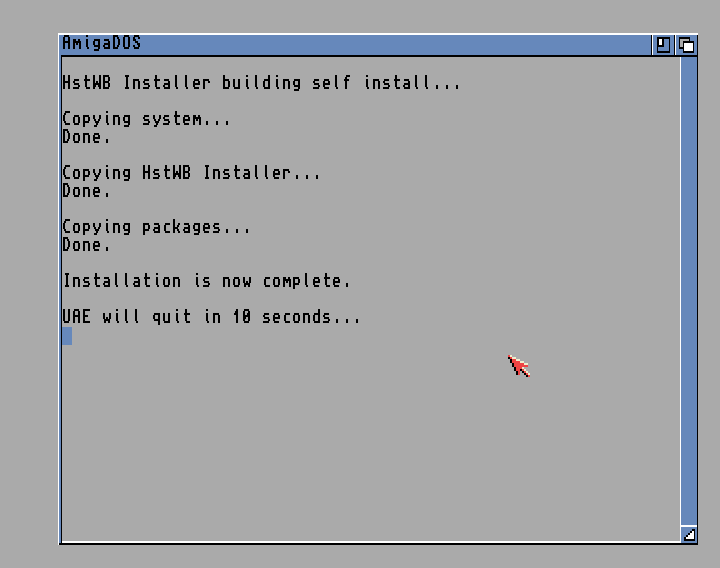 AmigaDOS
HstWB Installer building self install...
Copying system...
Done.
Copying HstWB Installer...
Done.
Copying packages...
Done.
Installation is now complete.
UAE will quit in 10 seconds...